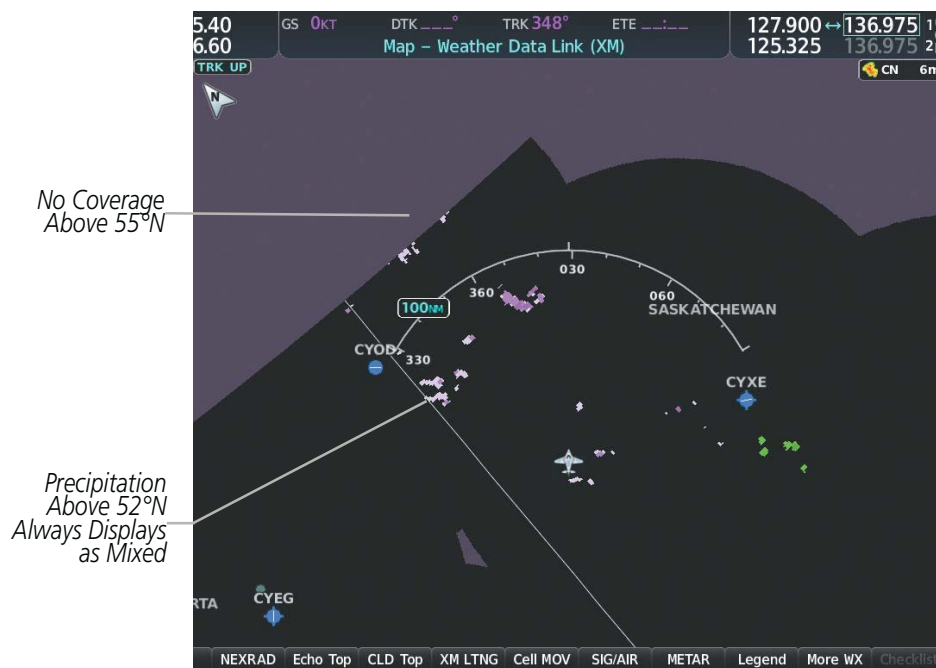 5.40
GS 0KT DTK ___° TRK 348° ETE __:__
127.900 ↔ 136.975
6.60
Map – Weather Data Link (XM)
125.325 136.975
TRK UP
CN 6m
N
No Coverage
Above 55°N
030
360
060
100NM
SASKATCHEWAN
CYOD
330
CYXE
Precipitation
Above 52°N
Always Displays
as Mixed
RTA
CYEG
NEXRAD Echo Top CLD Top XM LTNG Cell MOV SIG/AIR METAR Legend More WX Checklist